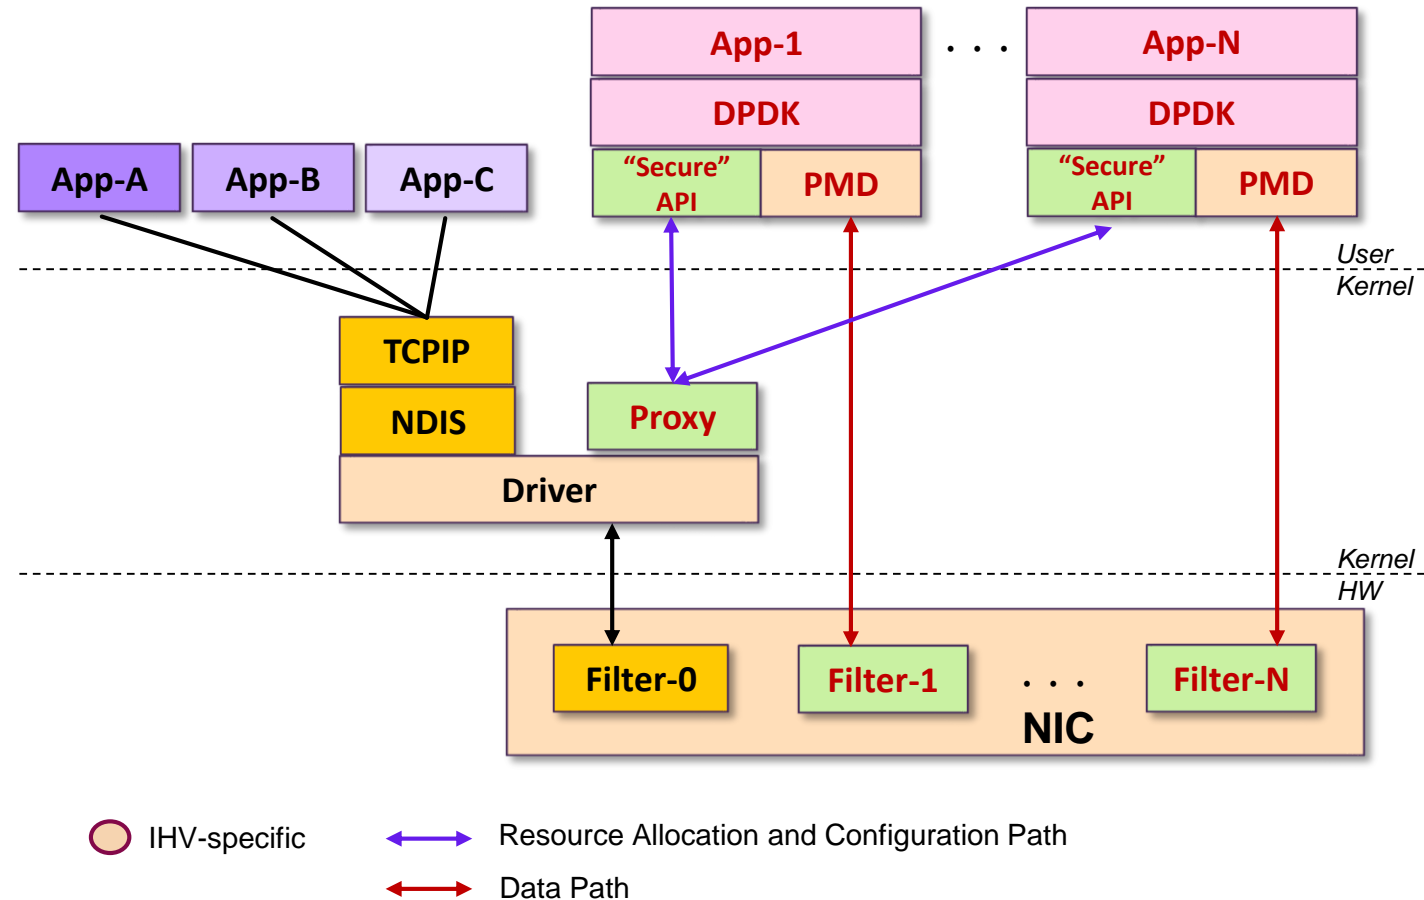 App-1
. . .
App-N
DPDK
DPDK
App-A
App-B
App-C
“Secure”
API
PMD
“Secure”
API
PMD
User
Kernel
TCPIP
NDIS
Proxy
Driver
Kernel
HW
Filter-0
Filter-1
. . .
Filter-N
NIC
IHV-specific
Resource Allocation and Configuration Path
Data Path